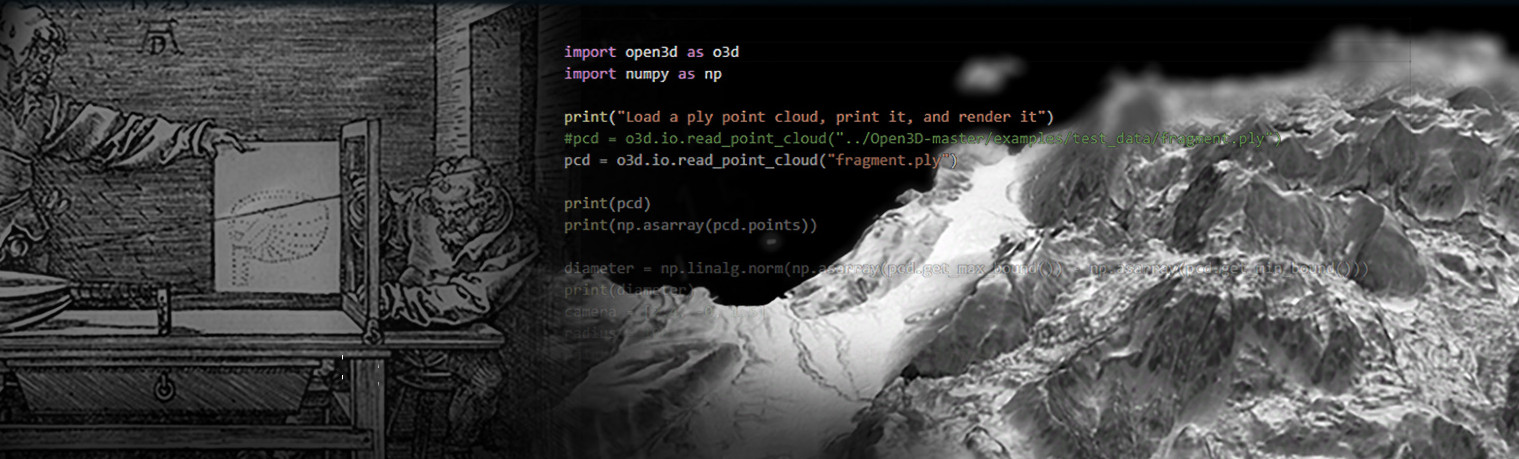 D
import open3d as o3d
import numpy as np
print("Load a ply point cloud, print it, and render it")
#pcd = o3d.io.read_point_cloud("../Open3D-master/examples/test_data/fragment.ply")
pcd = o3d.io.read_point_cloud("fragment.ply")
print(pcd)
print(np.asarray(pcd.points))
diameter = np.linalg.norm(np.asarray(pcd.get_max_bound()) - np.asarray(pcd.get_min_bound()))
print(diameter)
camera
radius